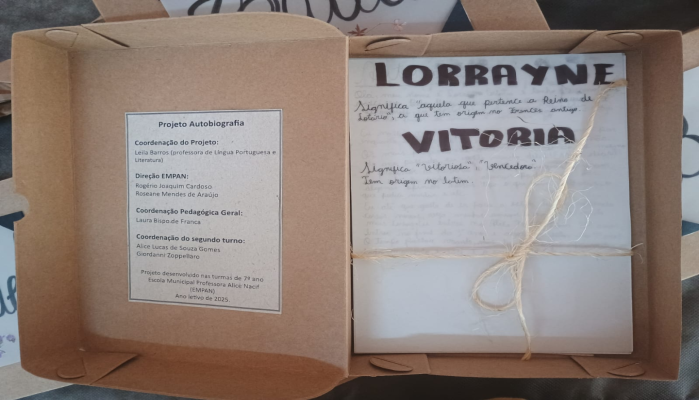 Projeto Autobiografia
Coordenação do Projeto:
Leila Barros (professora de Língua Portuguesa e
Literatura)
Direção EMPAN:
Rogério Joaquim Cardoso
Roseane Mendes de Araújo
Coordenação Pedagógica Geral:
Laura Bispo de Franca
Coordenação do segundo turno:
Alice Lucas de Souza Gomes
Giordanni Zoppellaro
Projeto desenvolvido nas turmas de 7º ano
Escola Municipal Professora Alice Nacif
(EMPAN)
Ano letivo de 2025.
LORRAYNE
Significa "aquela que pertence a Reino de
Lotario", a que tem origem no Francês antigo.
VITORIA
Significa "Vitoriosa" "Vencedora".
Tem origem no latim.